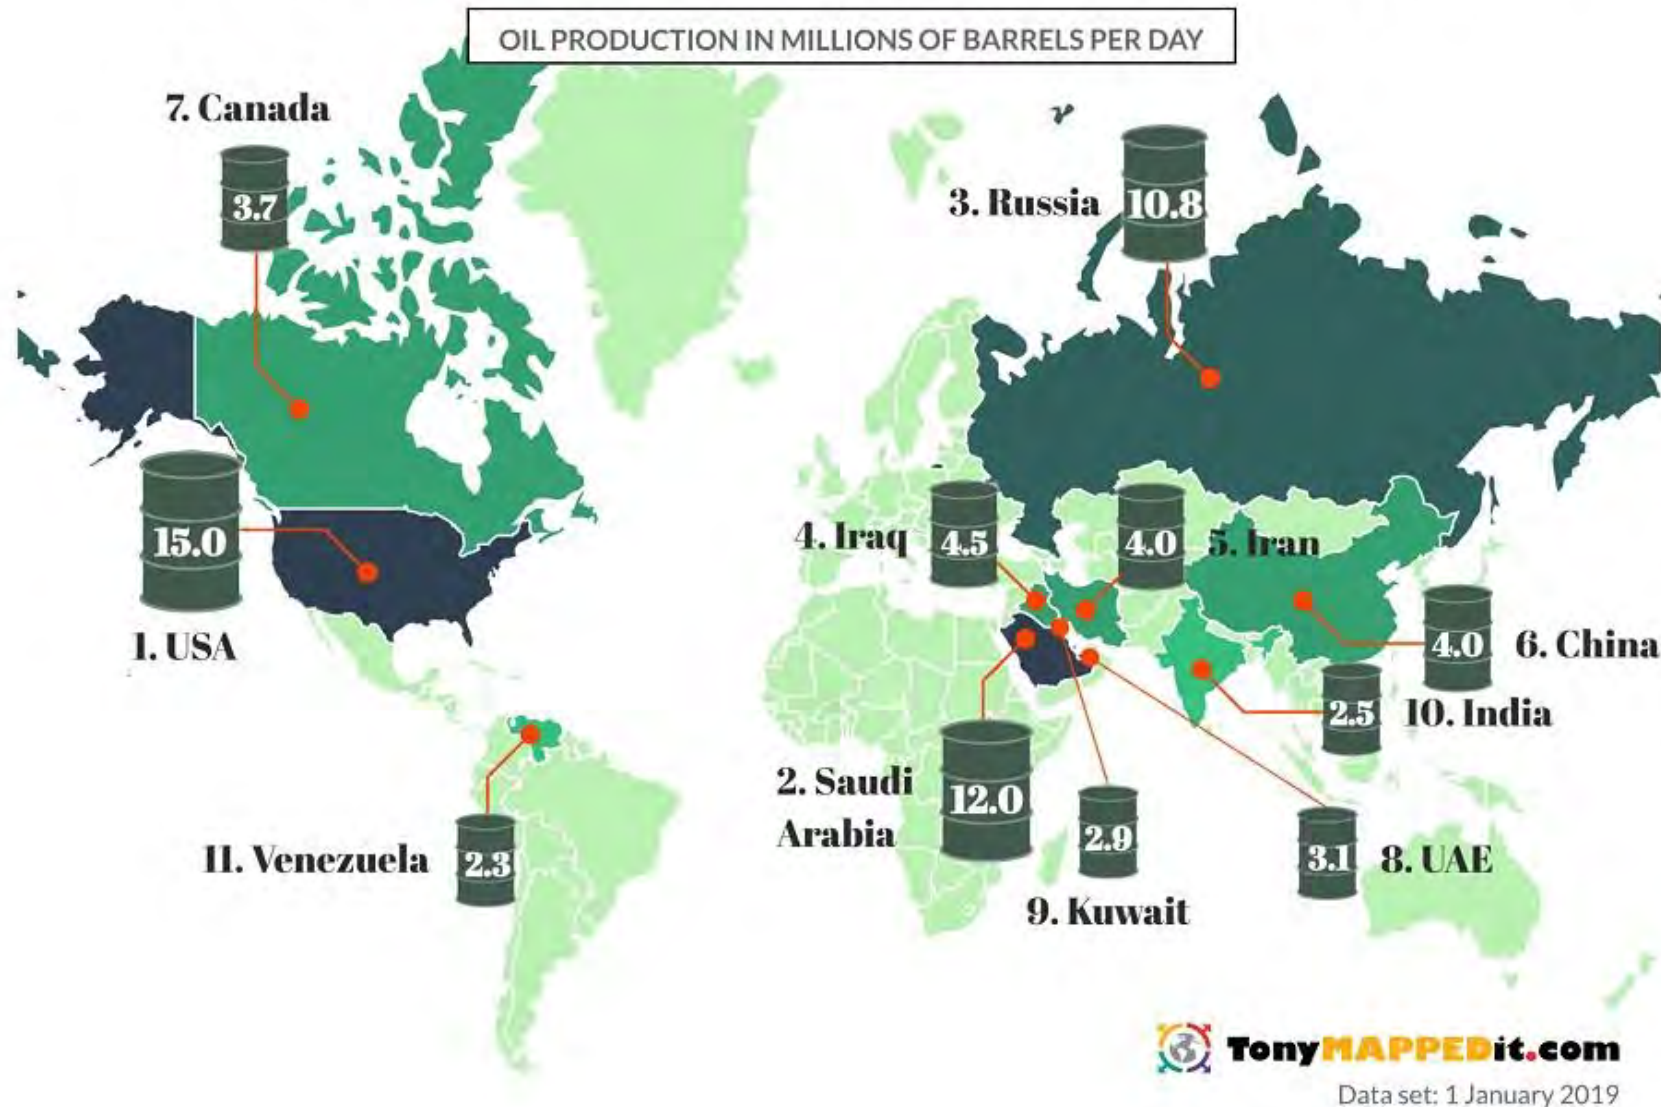 OIL PRODUCTION IN MILLIONS OF BARRELS PER DAY
7. Canada
3.7
3. Russia
10.8
15.0
1. USA
4. Iraq
4.5
4.0
5. Iran
4.0
6. China
2.5
10. India
2. Saudi
Arabia
12.0
2.9
9. Kuwait
3.1
8. UAE
11. Venezuela
2.3
TonyMAPPEDit.com
Data set: 1 January 2019